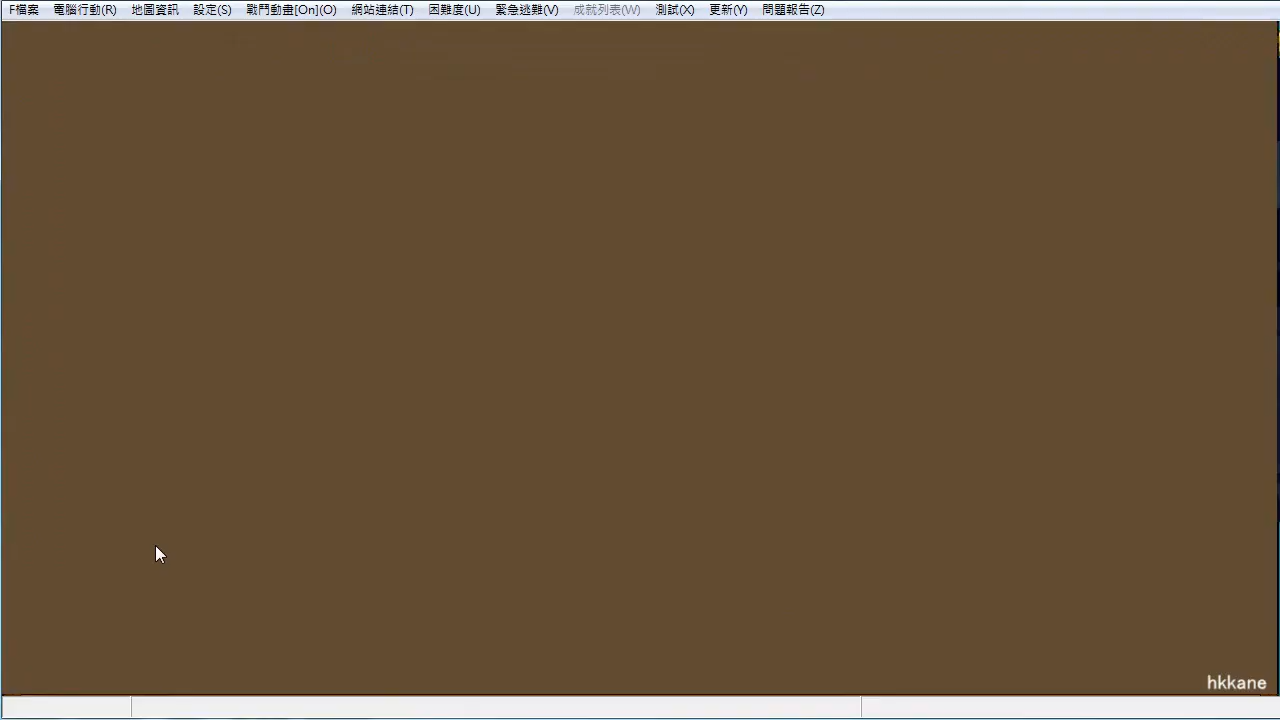 F檔案 電腦行動(R) 地圖資訊 設定(S) 戰鬥動畫[On](O) 網站連結(T) 困難度(U) 緊急逃難(V) 成就列表(W) 測試(X) 更新(Y) 問題報告(Z)
hkkane